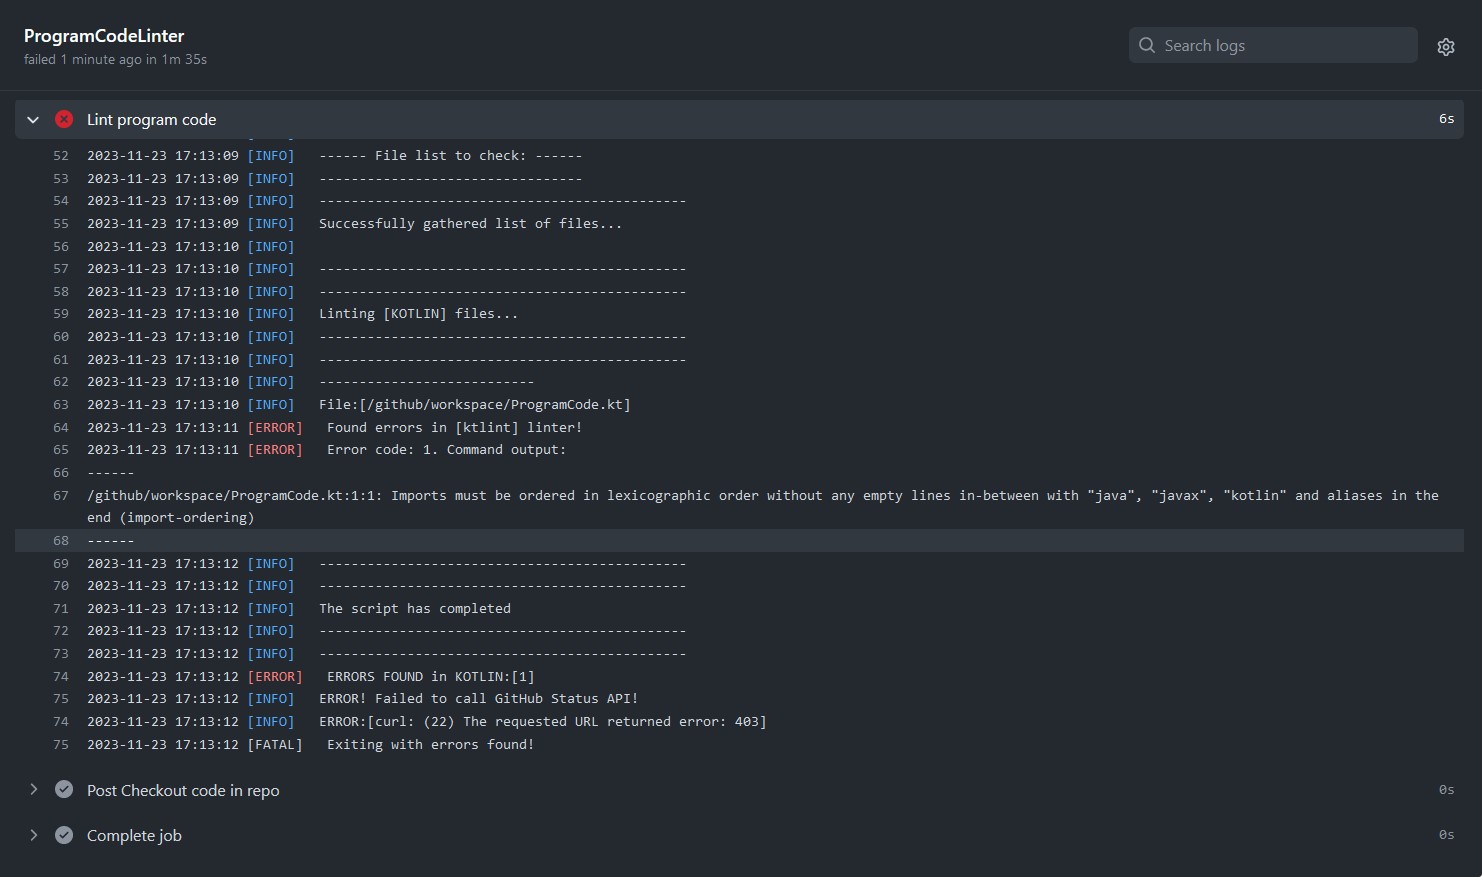 ProgramCodeLinter
failed 1 minute ago in 1m 35s
Search logs
Lint program code 6s
52 2023-11-23 17:13:09 [INFO] ------ File list to check: ------
53 2023-11-23 17:13:09 [INFO] ---------------------------------
54 2023-11-23 17:13:09 [INFO] ----------------------------------------------
55 2023-11-23 17:13:09 [INFO] Successfully gathered list of files...
56 2023-11-23 17:13:10 [INFO]
57 2023-11-23 17:13:10 [INFO] ----------------------------------------------
58 2023-11-23 17:13:10 [INFO] ----------------------------------------------
59 2023-11-23 17:13:10 [INFO] Linting [KOTLIN] files...
60 2023-11-23 17:13:10 [INFO] ----------------------------------------------
61 2023-11-23 17:13:10 [INFO] ----------------------------------------------
62 2023-11-23 17:13:10 [INFO] ---------------------------
63 2023-11-23 17:13:10 [INFO] File:[/github/workspace/ProgramCode.kt]
64 2023-11-23 17:13:11 [ERROR] Found errors in [ktlint] linter!
65 2023-11-23 17:13:11 [ERROR] Error code: 1. Command output:
66 ------
67 /github/workspace/ProgramCode.kt:1:1: Imports must be ordered in lexicographic order without any empty lines in-between with "java", "javax", "kotlin" and aliases in the
end (import-ordering)
68 ------
69 2023-11-23 17:13:12 [INFO] ----------------------------------------------
70 2023-11-23 17:13:12 [INFO] ----------------------------------------------
71 2023-11-23 17:13:12 [INFO] The script has completed
72 2023-11-23 17:13:12 [INFO] ----------------------------------------------
73 2023-11-23 17:13:12 [INFO] ----------------------------------------------
74 2023-11-23 17:13:12 [ERROR] ERRORS FOUND in KOTLIN:[1]
75 2023-11-23 17:13:12 [INFO] ERROR! Failed to call GitHub Status API!
74 2023-11-23 17:13:12 [INFO] ERROR:[curl: (22) The requested URL returned error: 403]
75 2023-11-23 17:13:12 [FATAL] Exiting with errors found!
Post Checkout code in repo 0s
Complete job 0s